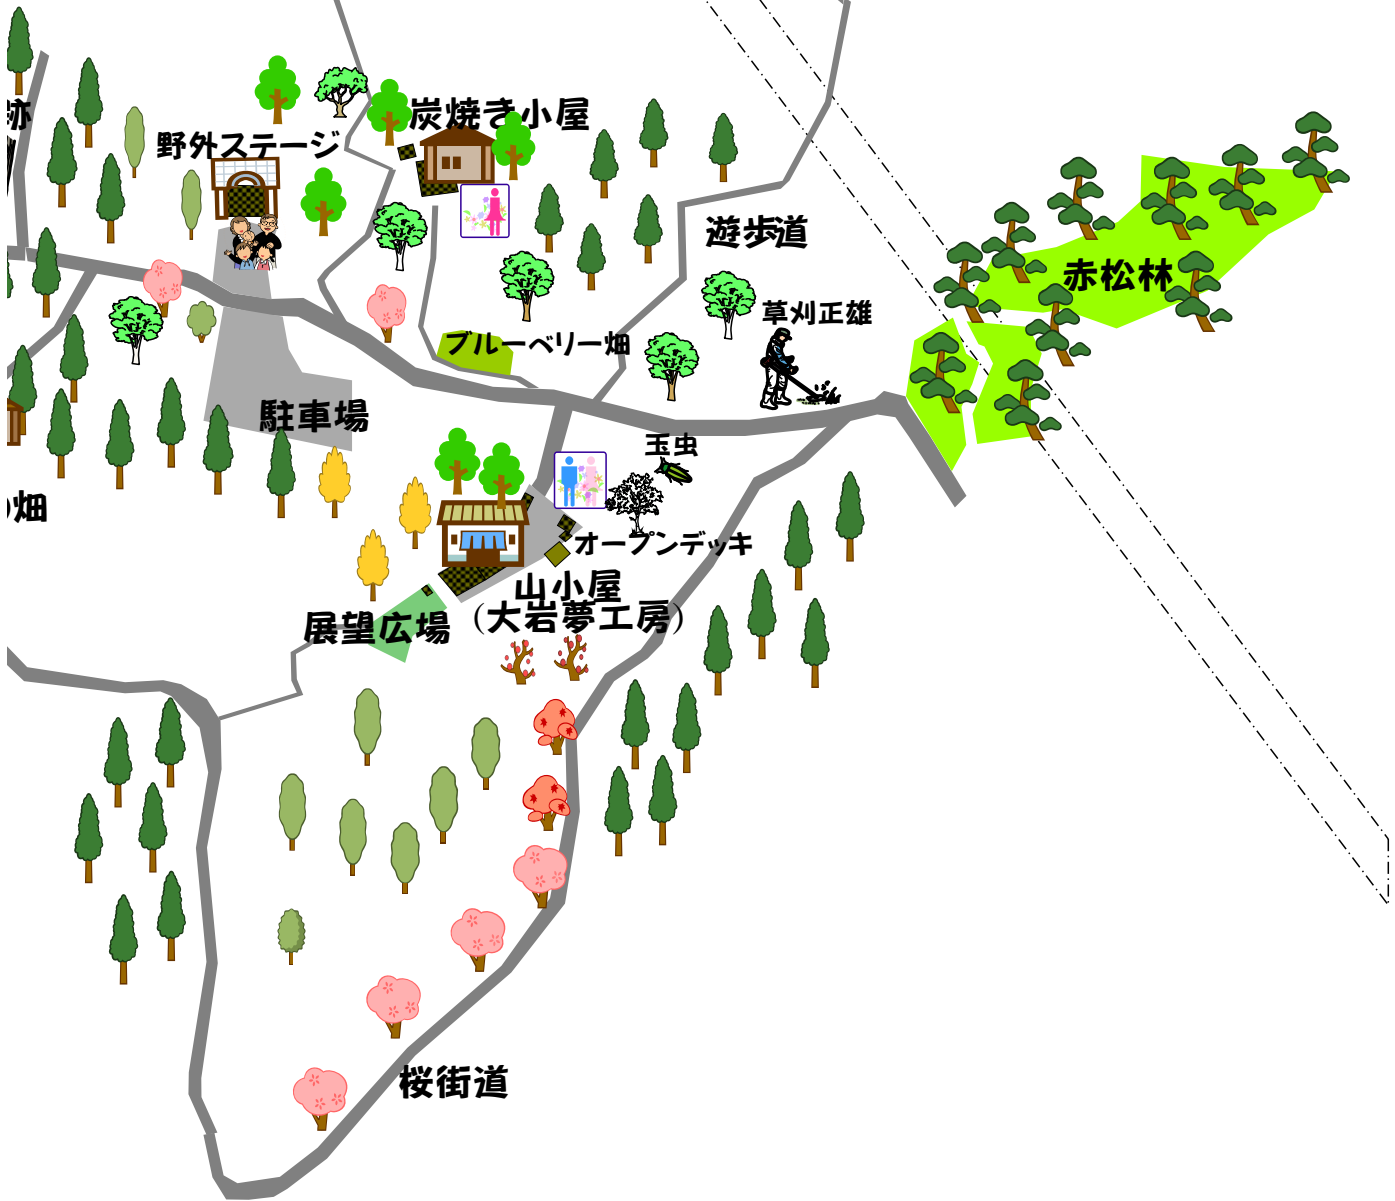 跡
炭焼き小屋
野外ステージ
遊歩道
赤松林
草刈正雄
ブルーベリー畑
駐車場
玉虫
の畑
オープンデッキ
山小屋
(大岩夢工房)
展望広場
桜街道